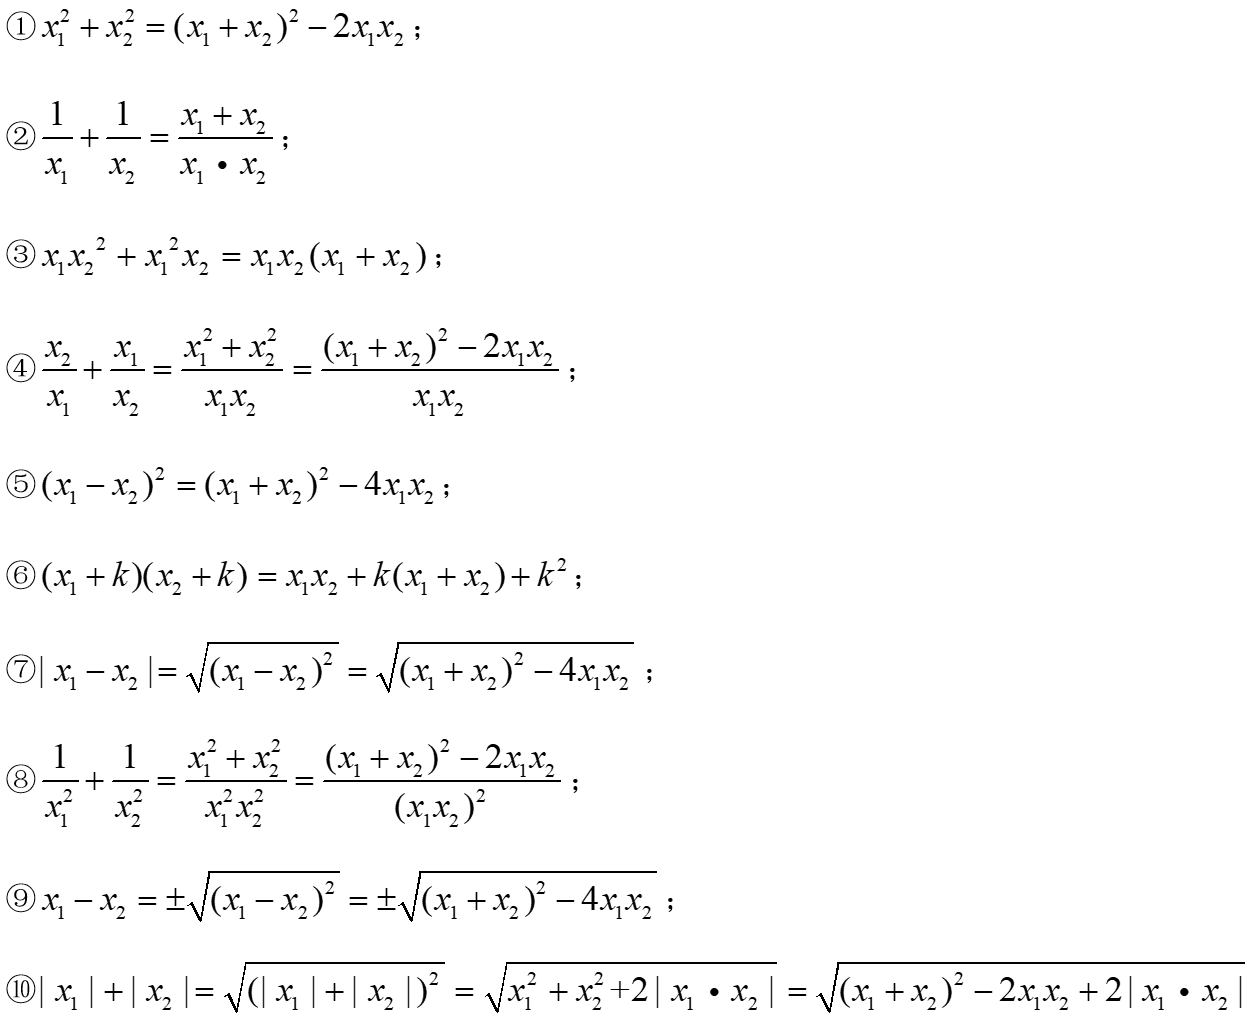 ①x₁²+x₂²=(x₁+x₂)²−2x₁x₂；
②1/x₁+1/x₂=(x₁+x₂)/(x₁•x₂)；
③x₁x₂²+x₁²x₂=x₁x₂(x₁+x₂)；
④x₂/x₁+x₁/x₂=(x₁²+x₂²)/(x₁x₂)=((x₁+x₂)²−2x₁x₂)/(x₁x₂)；
⑤(x₁−x₂)²=(x₁+x₂)²−4x₁x₂；
⑥(x₁+k)(x₂+k)=x₁x₂+k(x₁+x₂)+k²；
⑦|x₁−x₂|=√((x₁−x₂)²)=√((x₁+x₂)²−4x₁x₂)；
⑧1/x₁²+1/x₂²=(x₁²+x₂²)/(x₁²x₂²)=((x₁+x₂)²−2x₁x₂)/(x₁x₂)²；
⑨x₁−x₂=±√((x₁−x₂)²)=±√((x₁+x₂)²−4x₁x₂)；
⑩|x₁|+|x₂|=√((|x₁|+|x₂|)²)=√(x₁²+x₂²+2|x₁•x₂|)=√((x₁+x₂)²−2x₁x₂+2|x₁•x₂|)